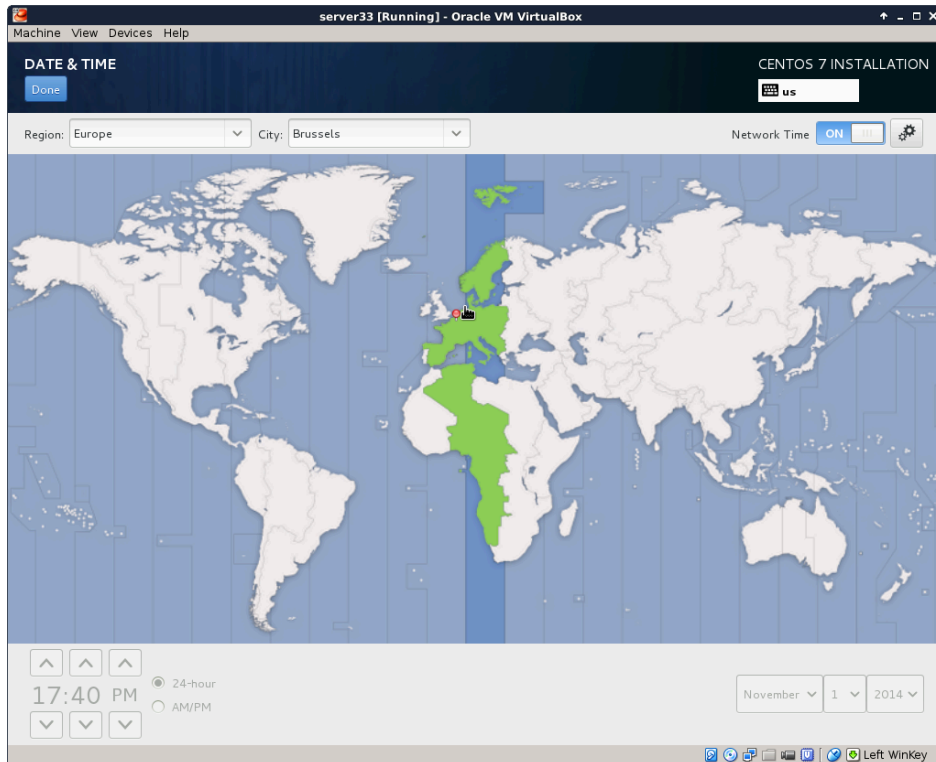 server33 [Running] - Oracle VM VirtualBox
Machine View Devices Help
DATE & TIME
CENTOS 7 INSTALLATION
Done
us
Region: Europe City: Brussels Network Time ON
17:40 PM
24-hour
AM/PM
November 1 2014
Left WinKey